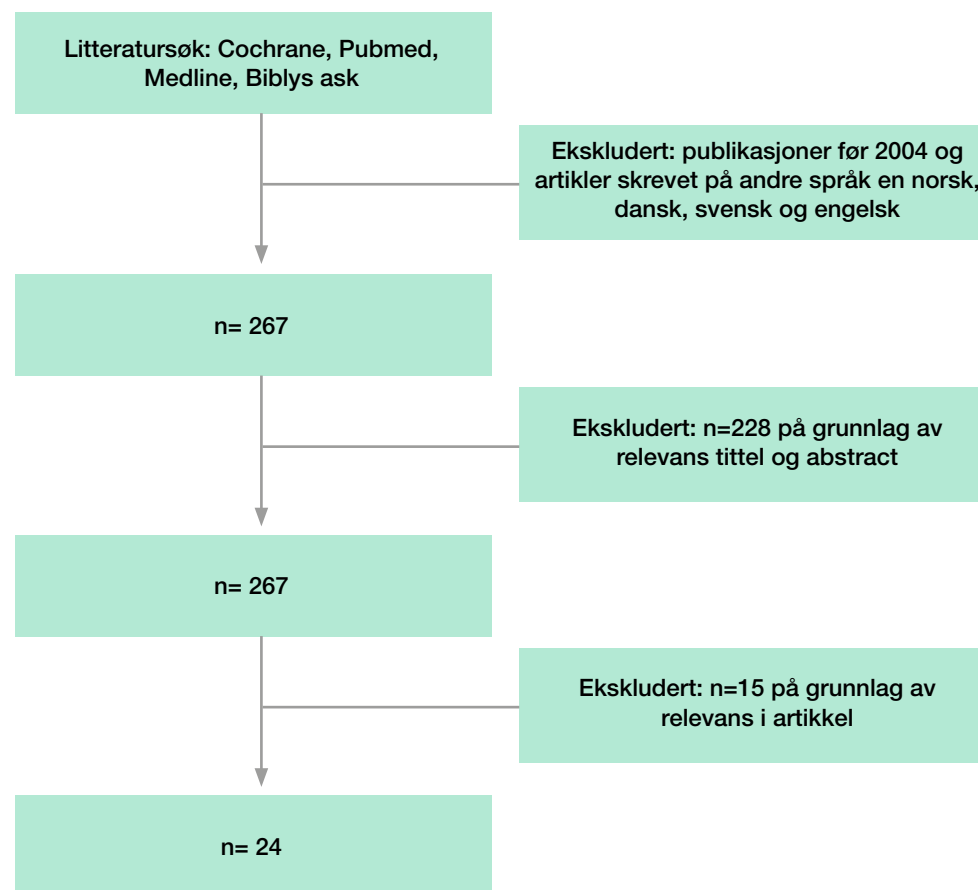 Litteratursøk: Cochrane, Pubmed,
Medline, Biblys ask
Ekskludert: publikasjoner før 2004 og
artikler skrevet på andre språk en norsk,
dansk, svensk og engelsk
n= 267
Ekskludert: n=228 på grunnlag av
relevans tittel og abstract
n= 267
Ekskludert: n=15 på grunnlag av
relevans i artikkel
n= 24